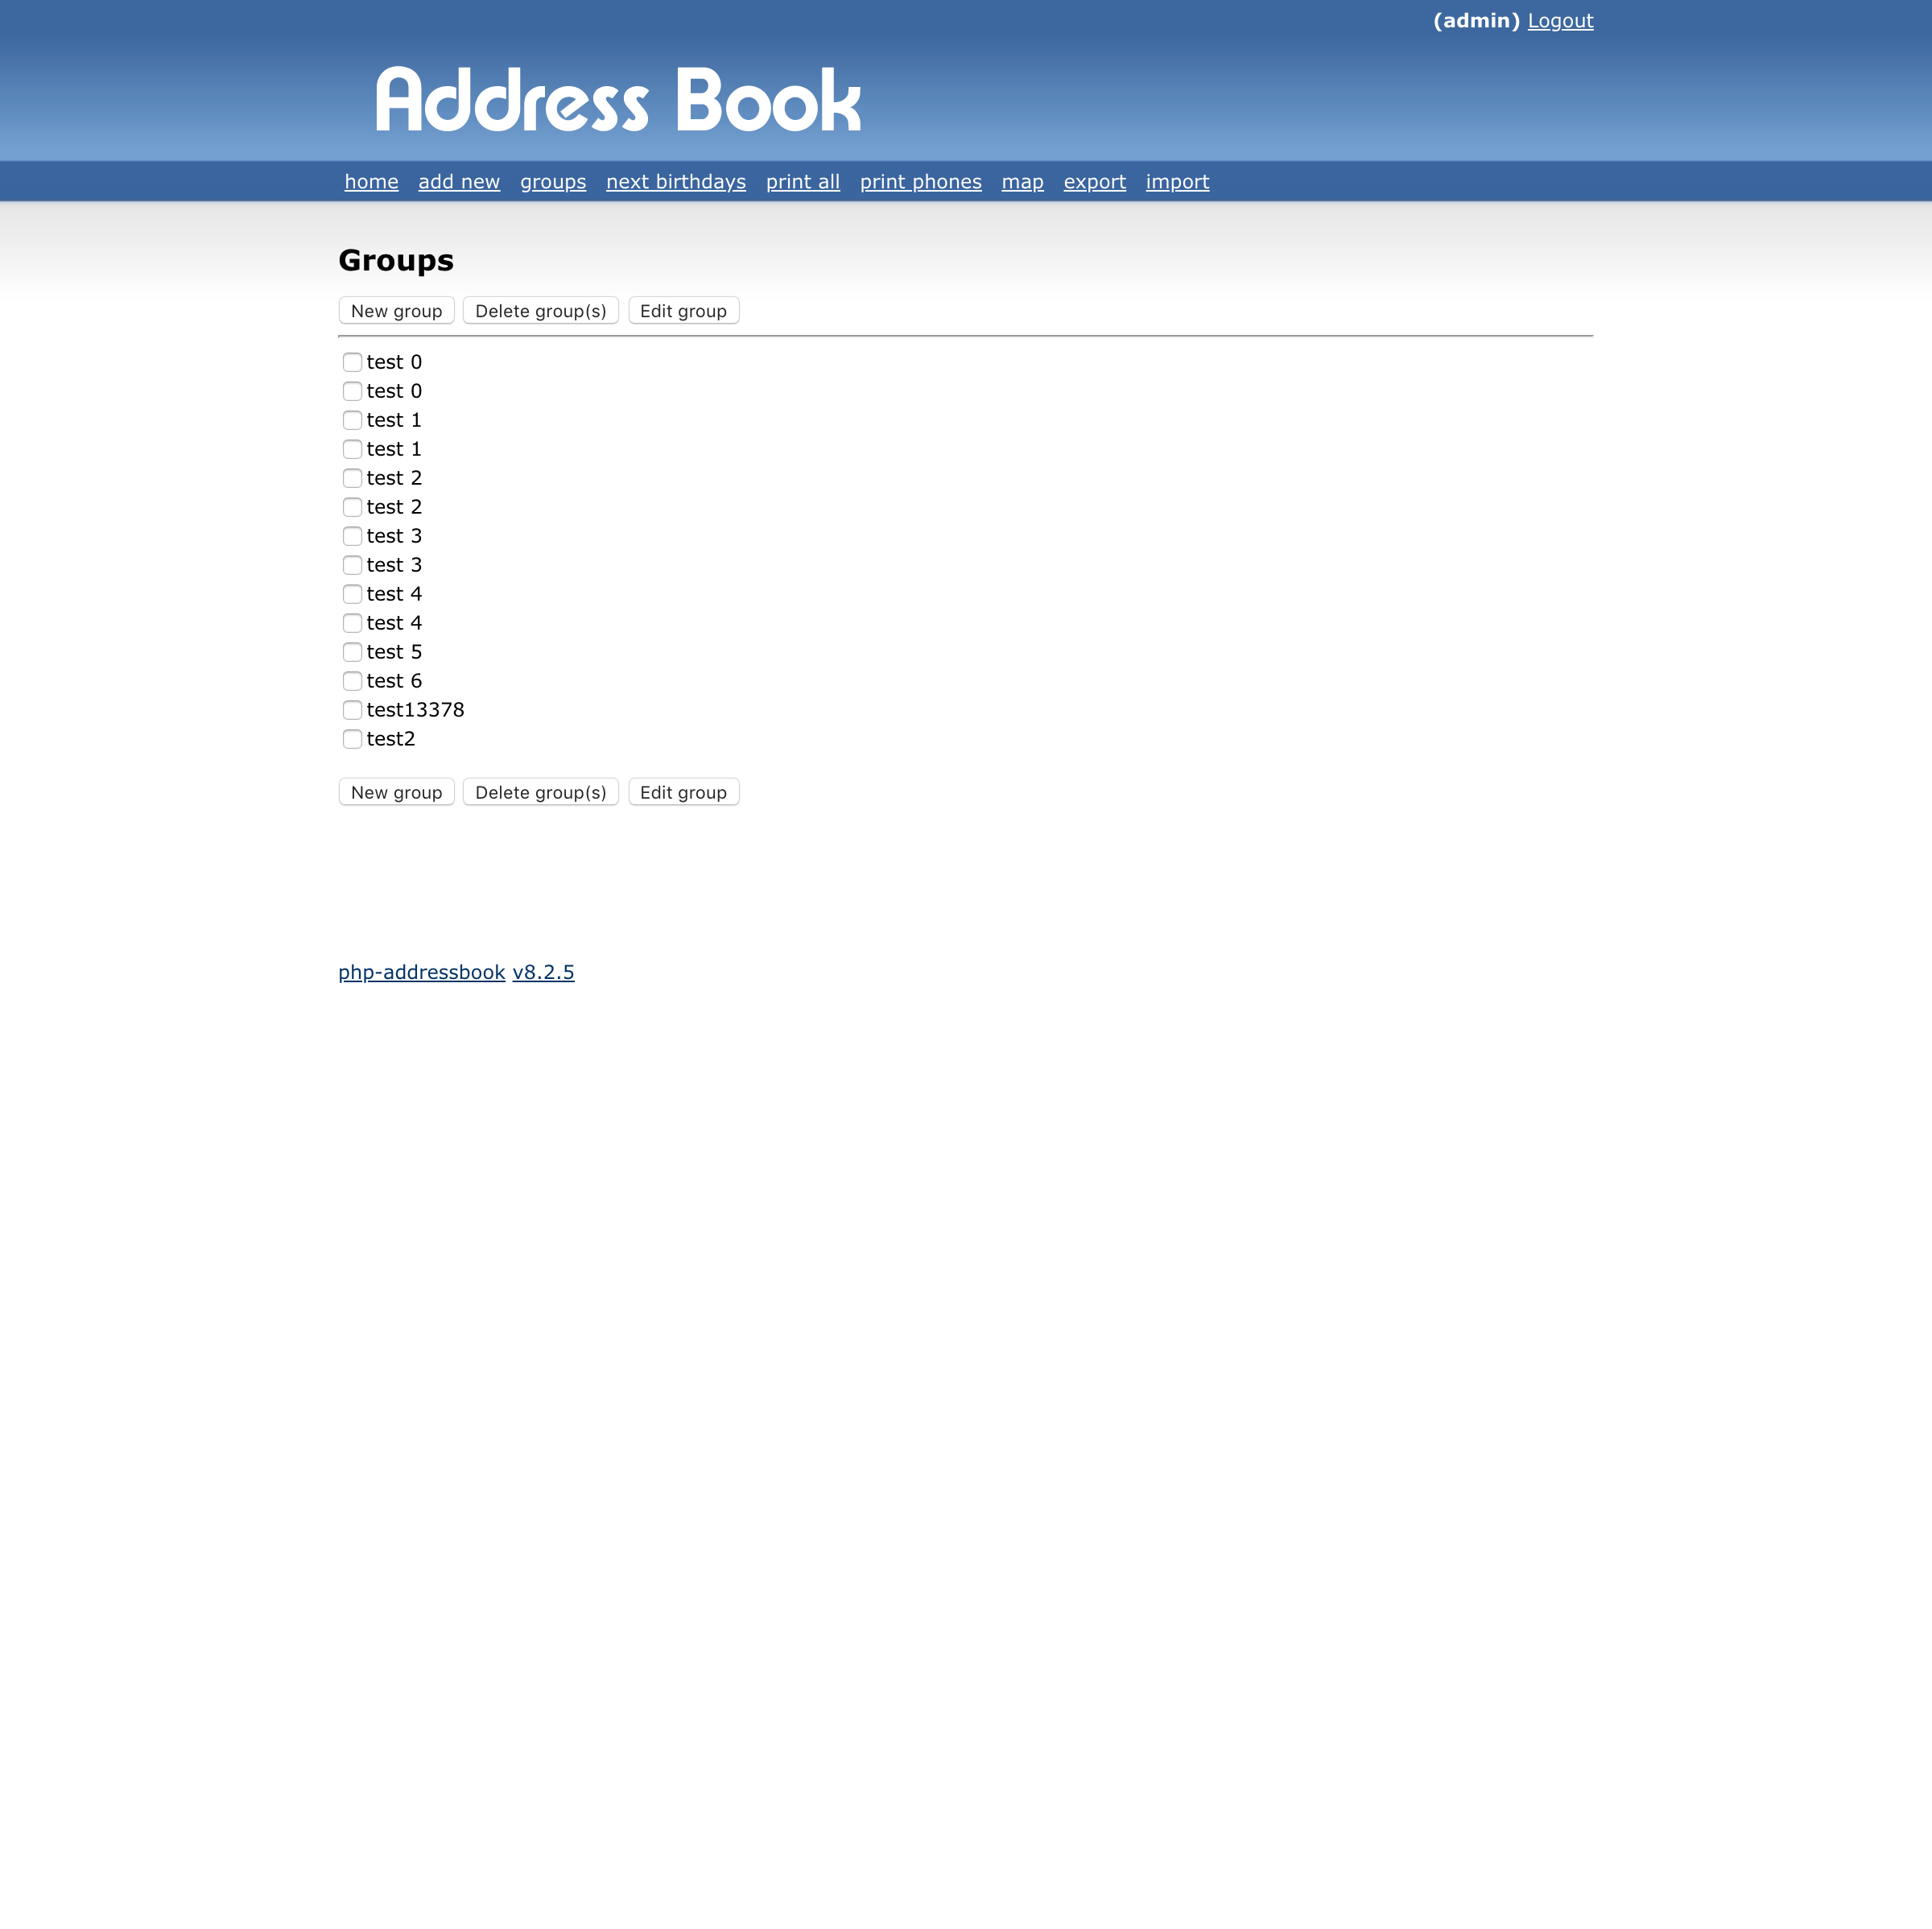 (admin) Logout
Address Book
home add new groups next birthdays print all print phones map export import
Groups
New group Delete group(s) Edit group
test 0
test 0
test 1
test 1
test 2
test 2
test 3
test 3
test 4
test 4
test 5
test 6
test13378
test2
New group Delete group(s) Edit group
php-addressbook v8.2.5